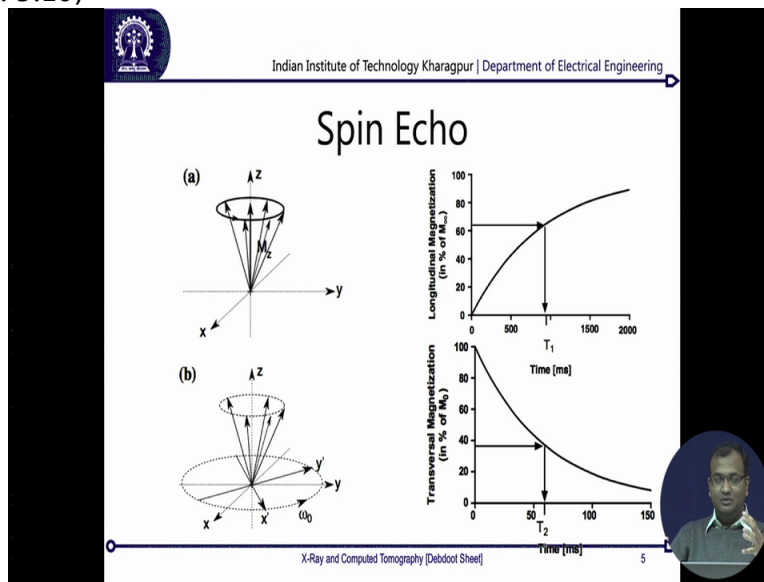 Indian Institute of Technology Kharagpur | Department of Electrical Engineering
Spin Echo
(a)
z
Mz
y
x
(b)
z
y'
y
x
x'
ω0
Longitudinal Magnetization
(in % of M∞)
100
80
60
40
20
0
0 500 1500 2000
T1
Time [ms]
Transversal Magnetization
(in % of M0)
100
80
60
40
20
0
0 50 100 150
T2
Time [ms]
X-Ray and Computed Tomography [Debdoot Sheet]
5